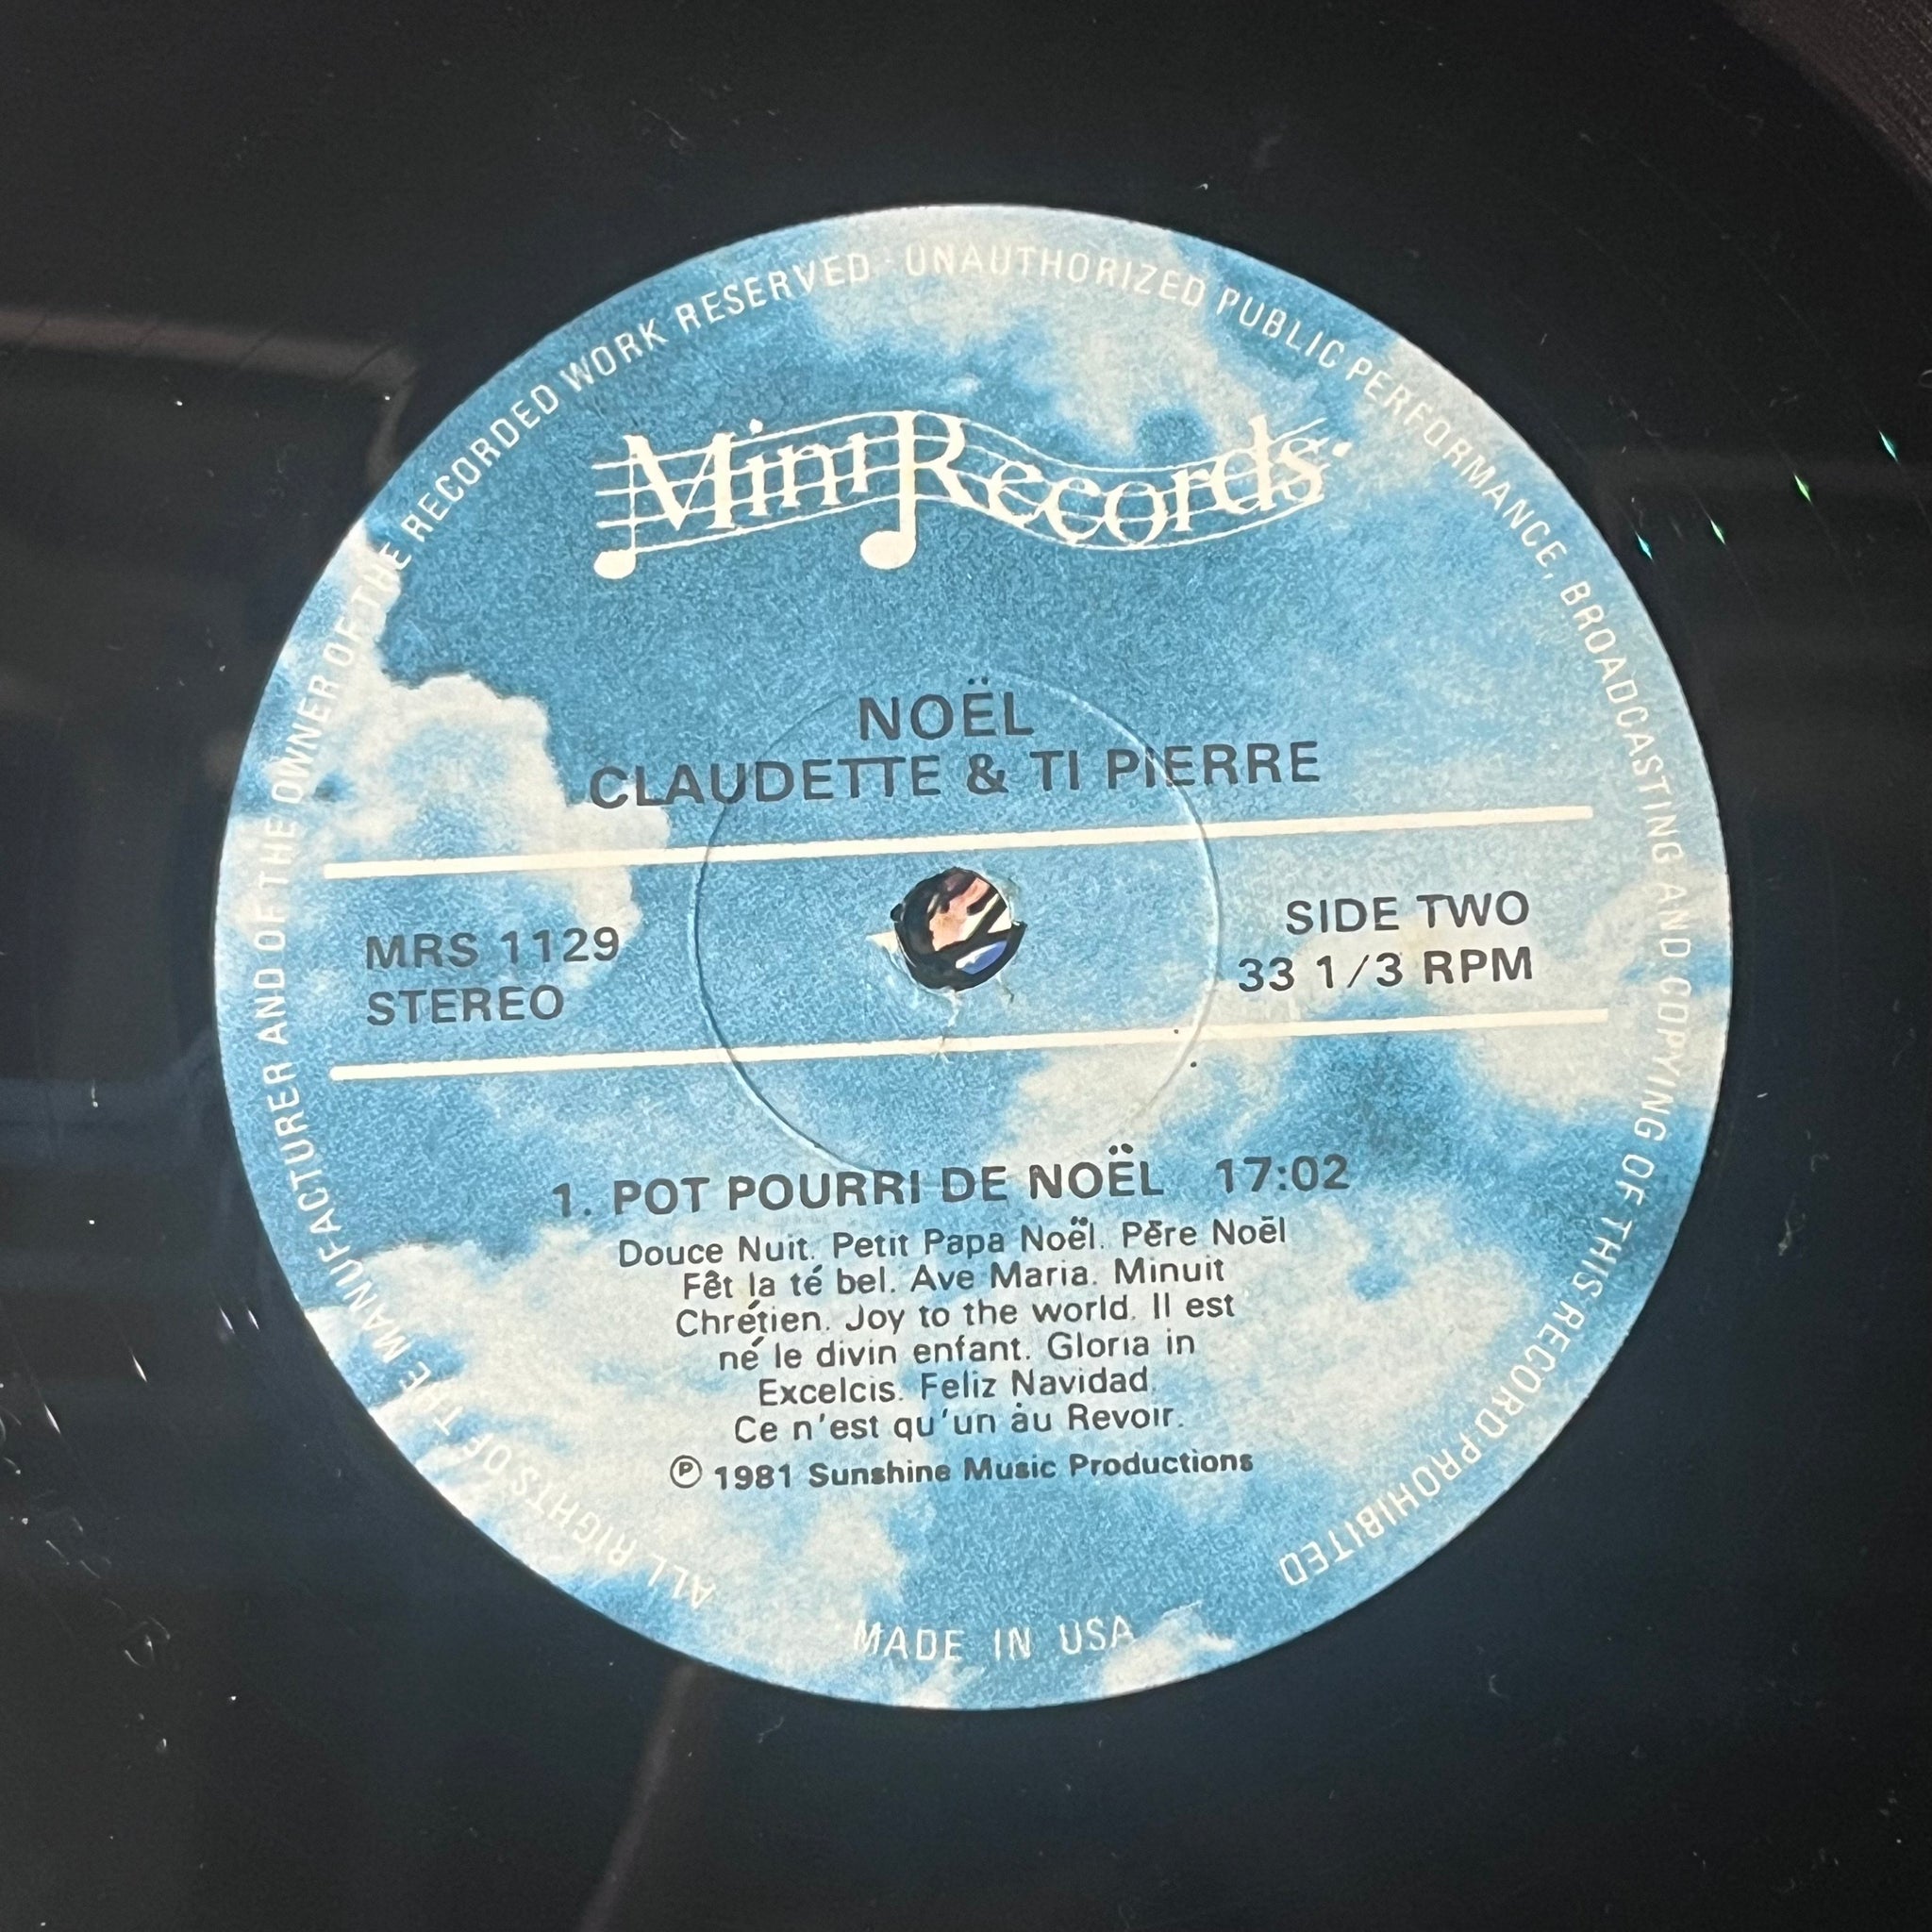 ALL RIGHTS OF THE MANUFACTURER AND OF THE OWNER OF THE RECORDED WORK RESERVED · UNAUTHORIZED PUBLIC PERFORMANCE, BROADCASTING AND COPYING OF THIS RECORD PROHIBITED
Mini Records
NOËL
CLAUDETTE & TI PIERRE
MRS 1129
STEREO
SIDE TWO
33 1/3 RPM
1. POT POURRI DE NOËL 17:02
Douce Nuit. Petit Papa Noël. Père Noël
Fêt la té bel. Ave Maria. Minuit
Chrétien. Joy to the world. Il est
né le divin enfant. Gloria in
Excelcis. Feliz Navidad.
Ce n'est qu'un au Revoir.
℗ 1981 Sunshine Music Productions
MADE IN USA